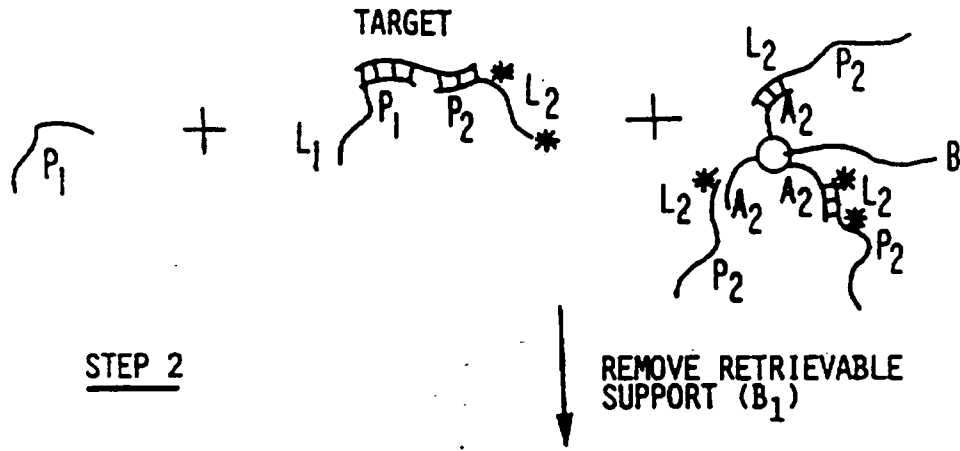 TARGET
P1
+
L1
P1
P2
* L2
*
+
L2
P2
A2
B
* L2
A2
A2
* L2
*
P2
P2
STEP 2
REMOVE RETRIEVABLE
SUPPORT (B1)